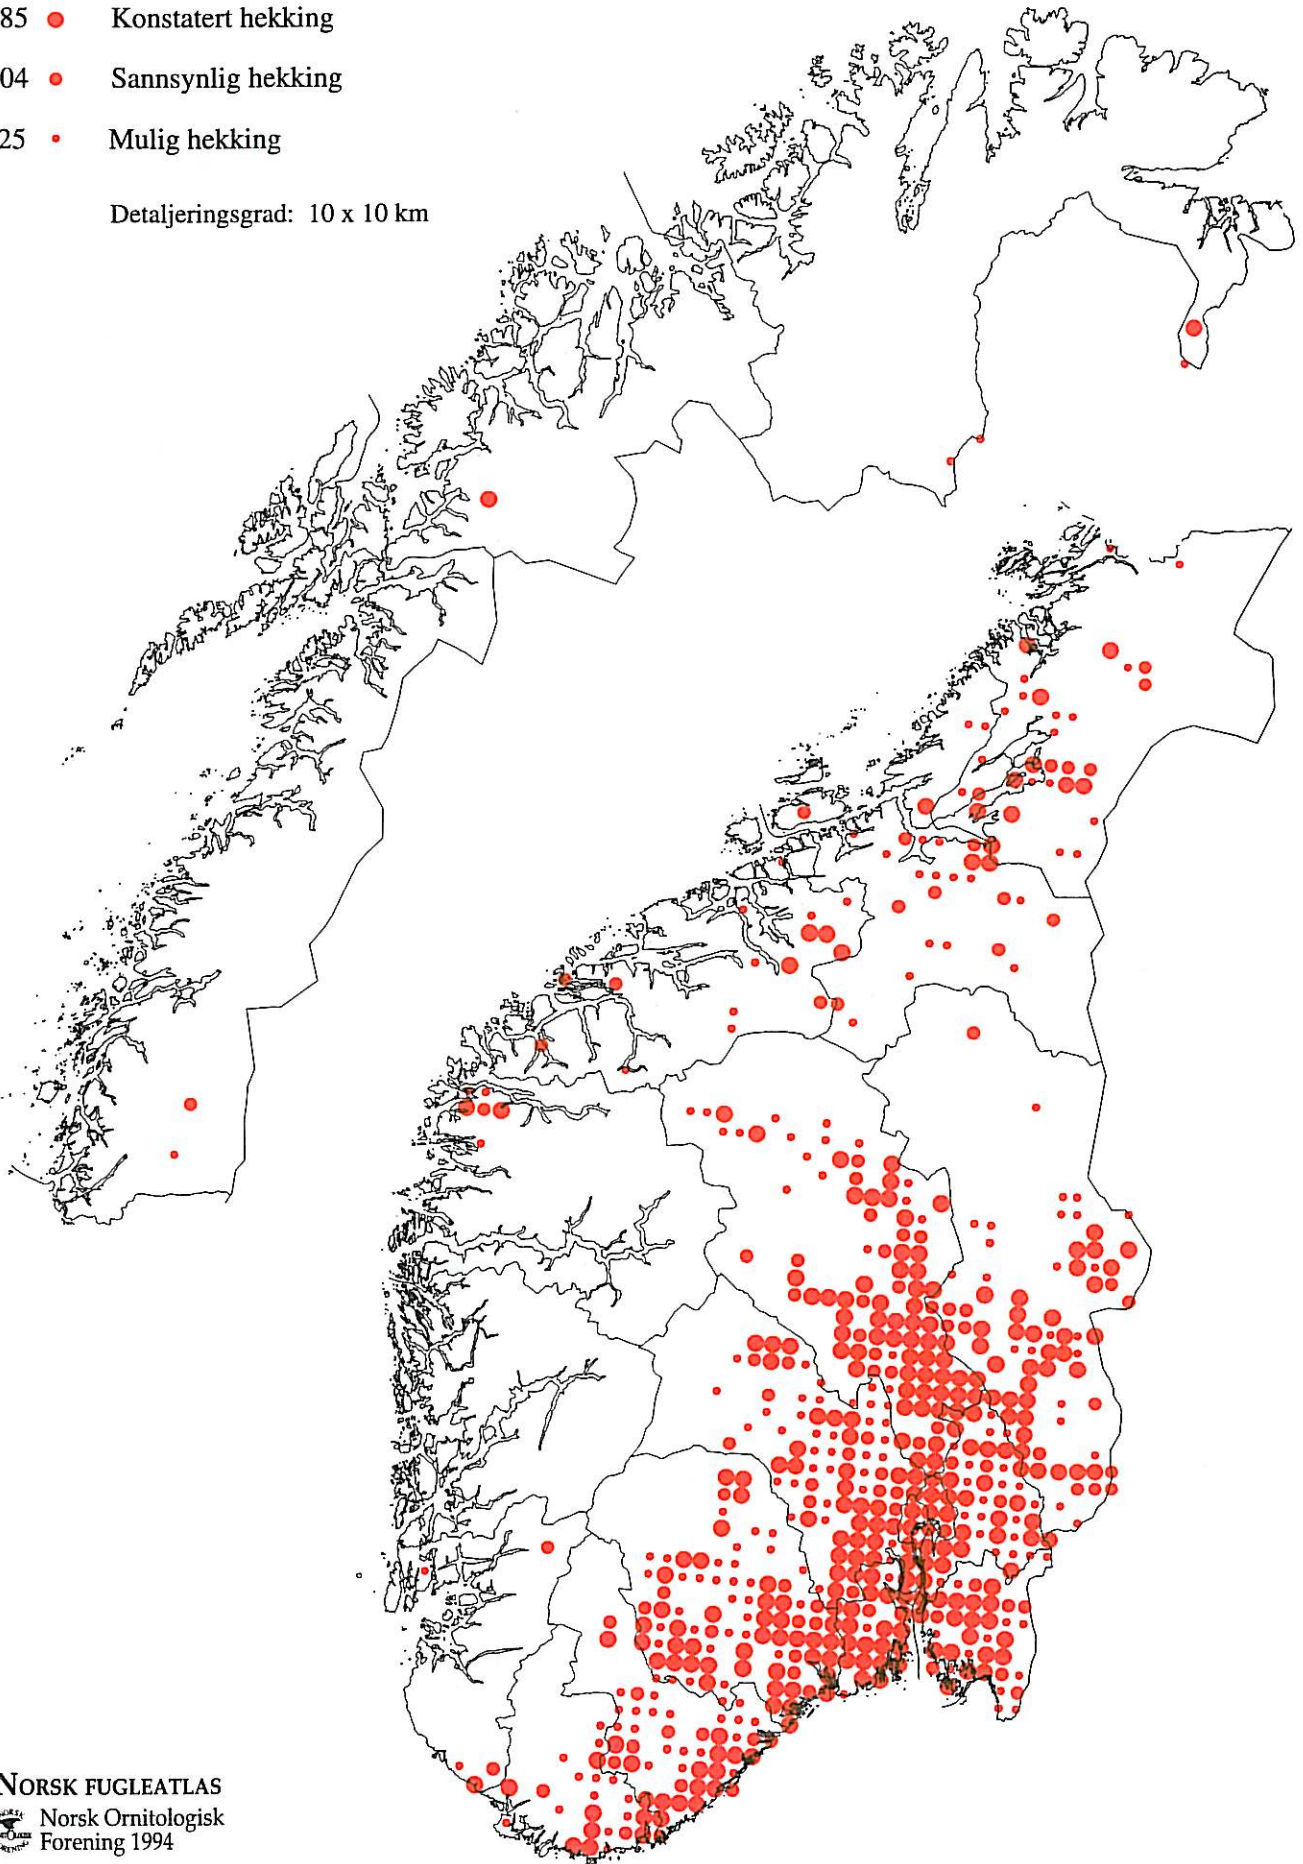 85 Konstatert hekking
04 Sannsynlig hekking
25 Mulig hekking
Detaljeringsgrad: 10 x 10 km
NORSK FUGLEATLAS
Norsk Ornitologisk
Forening 1994